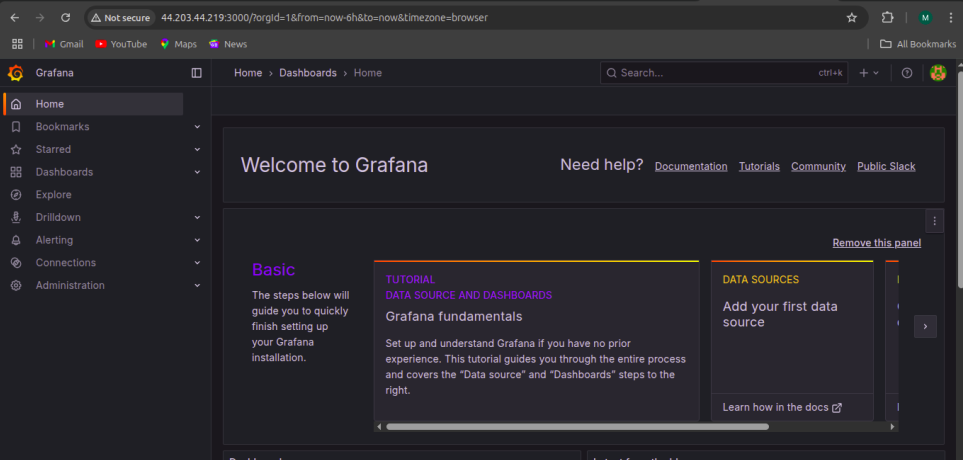 Not secure 44.203.44.219:3000/?orgId=1&from=now-6h&to=now&timezone=browser
M
Gmail YouTube Maps News All Bookmarks
Grafana
Home › Dashboards › Home
Search... ctrl+k
Home
Bookmarks
Starred
Dashboards
Explore
Drilldown
Alerting
Connections
Administration
Welcome to Grafana
Need help? Documentation Tutorials Community Public Slack
Remove this panel
Basic
The steps below will
guide you to quickly
finish setting up
your Grafana
installation.
TUTORIAL
DATA SOURCE AND DASHBOARDS
Grafana fundamentals
Set up and understand Grafana if you have no prior
experience. This tutorial guides you through the entire process
and covers the “Data source” and “Dashboards” steps to the
right.
DATA SOURCES
Add your first data
source
Learn how in the docs